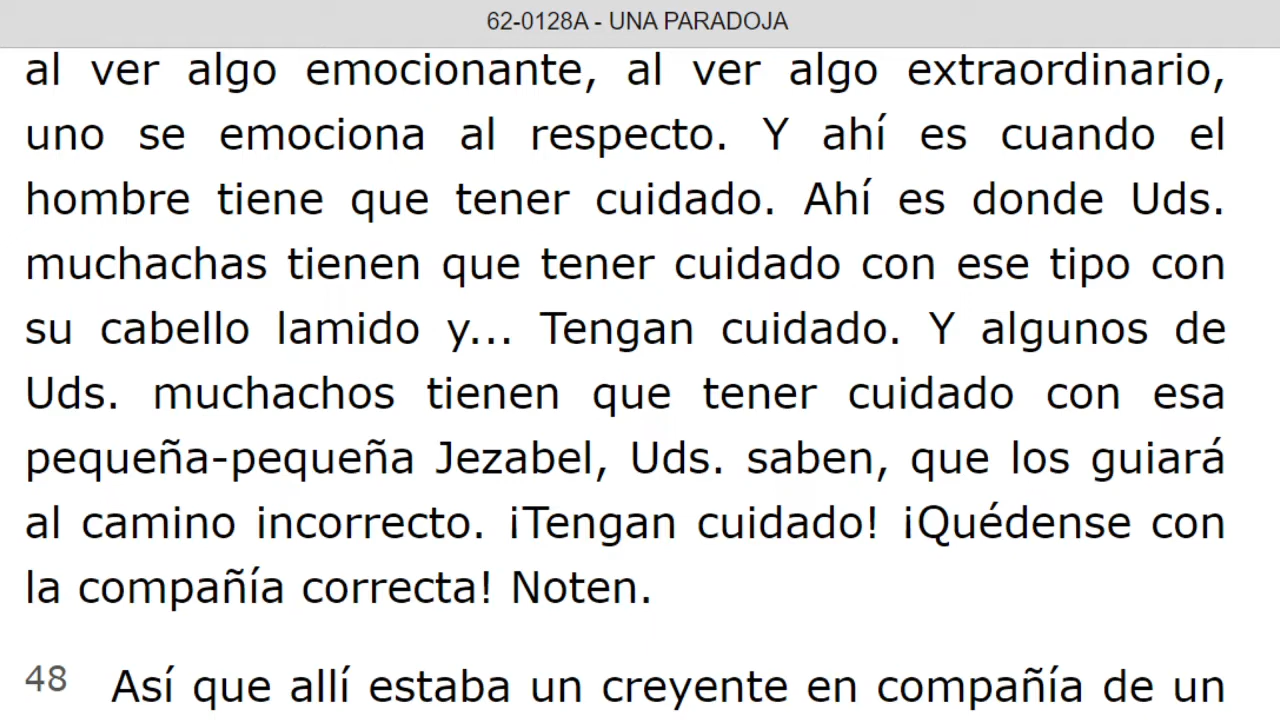 62-0128A - UNA PARADOJA
al ver algo emocionante, al ver algo extraordinario,
uno se emociona al respecto. Y ahí es cuando el
hombre tiene que tener cuidado. Ahí es donde Uds.
muchachas tienen que tener cuidado con ese tipo con
su cabello lamido y... Tengan cuidado. Y algunos de
Uds. muchachos tienen que tener cuidado con esa
pequeña-pequeña Jezabel, Uds. saben, que los guiará
al camino incorrecto. ¡Tengan cuidado! ¡Quédense con
la compañía correcta! Noten.
48 Así que allí estaba un creyente en compañía de un